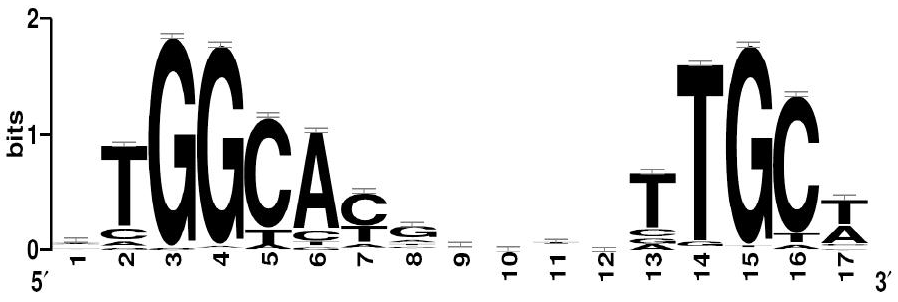 2
bits
1
0
T G G C A C G T T G C T
C T C T C T A
A T A A G A
1 2 3 4 5 6 7 8 9 10 11 12 13 14 15 16 17
5′ 3′